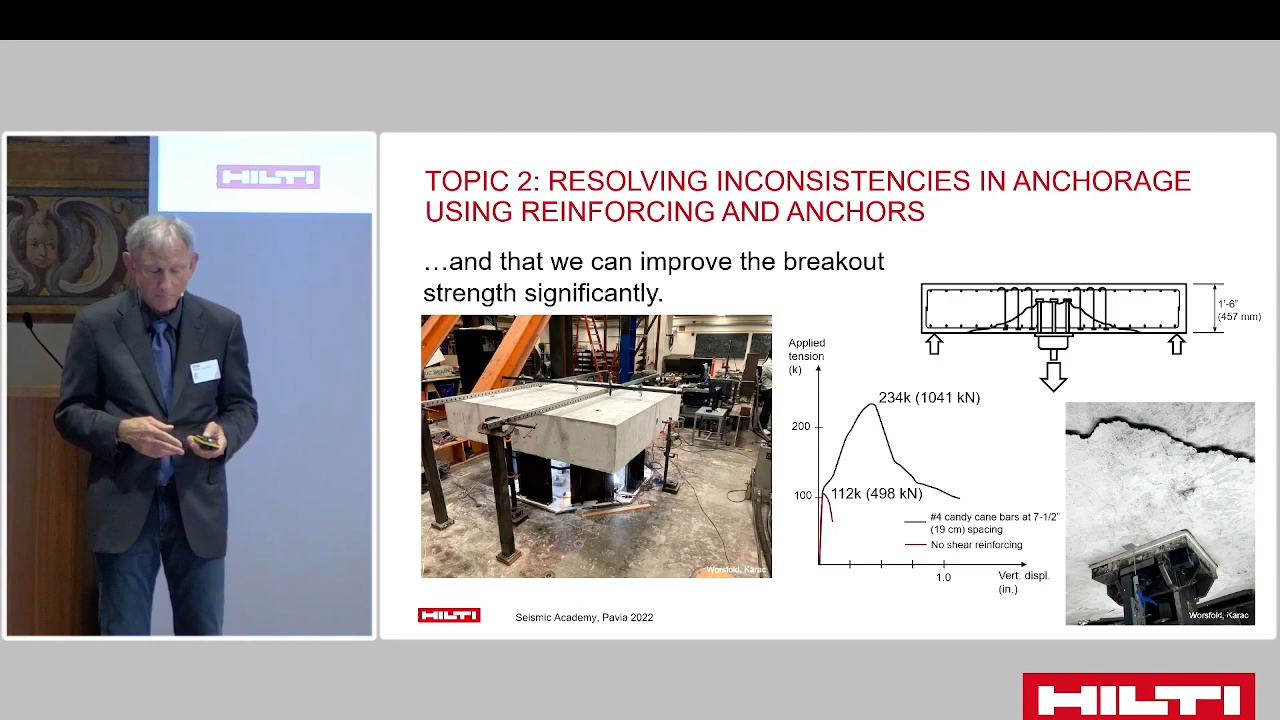 HILTI
TOPIC 2: RESOLVING INCONSISTENCIES IN ANCHORAGE
USING REINFORCING AND ANCHORS
…and that we can improve the breakout
strength significantly.
1'-6"
(457 mm)
Applied
tension
(k)
234k (1041 kN)
200
112k (498 kN)
100
#4 candy cane bars at 7-1/2"
(19 cm) spacing
No shear reinforcing
1.0
Vert. displ.
(in.)
Worsfold, Karac
Worsfold, Karac
HILTI
Seismic Academy, Pavia 2022
HILTI